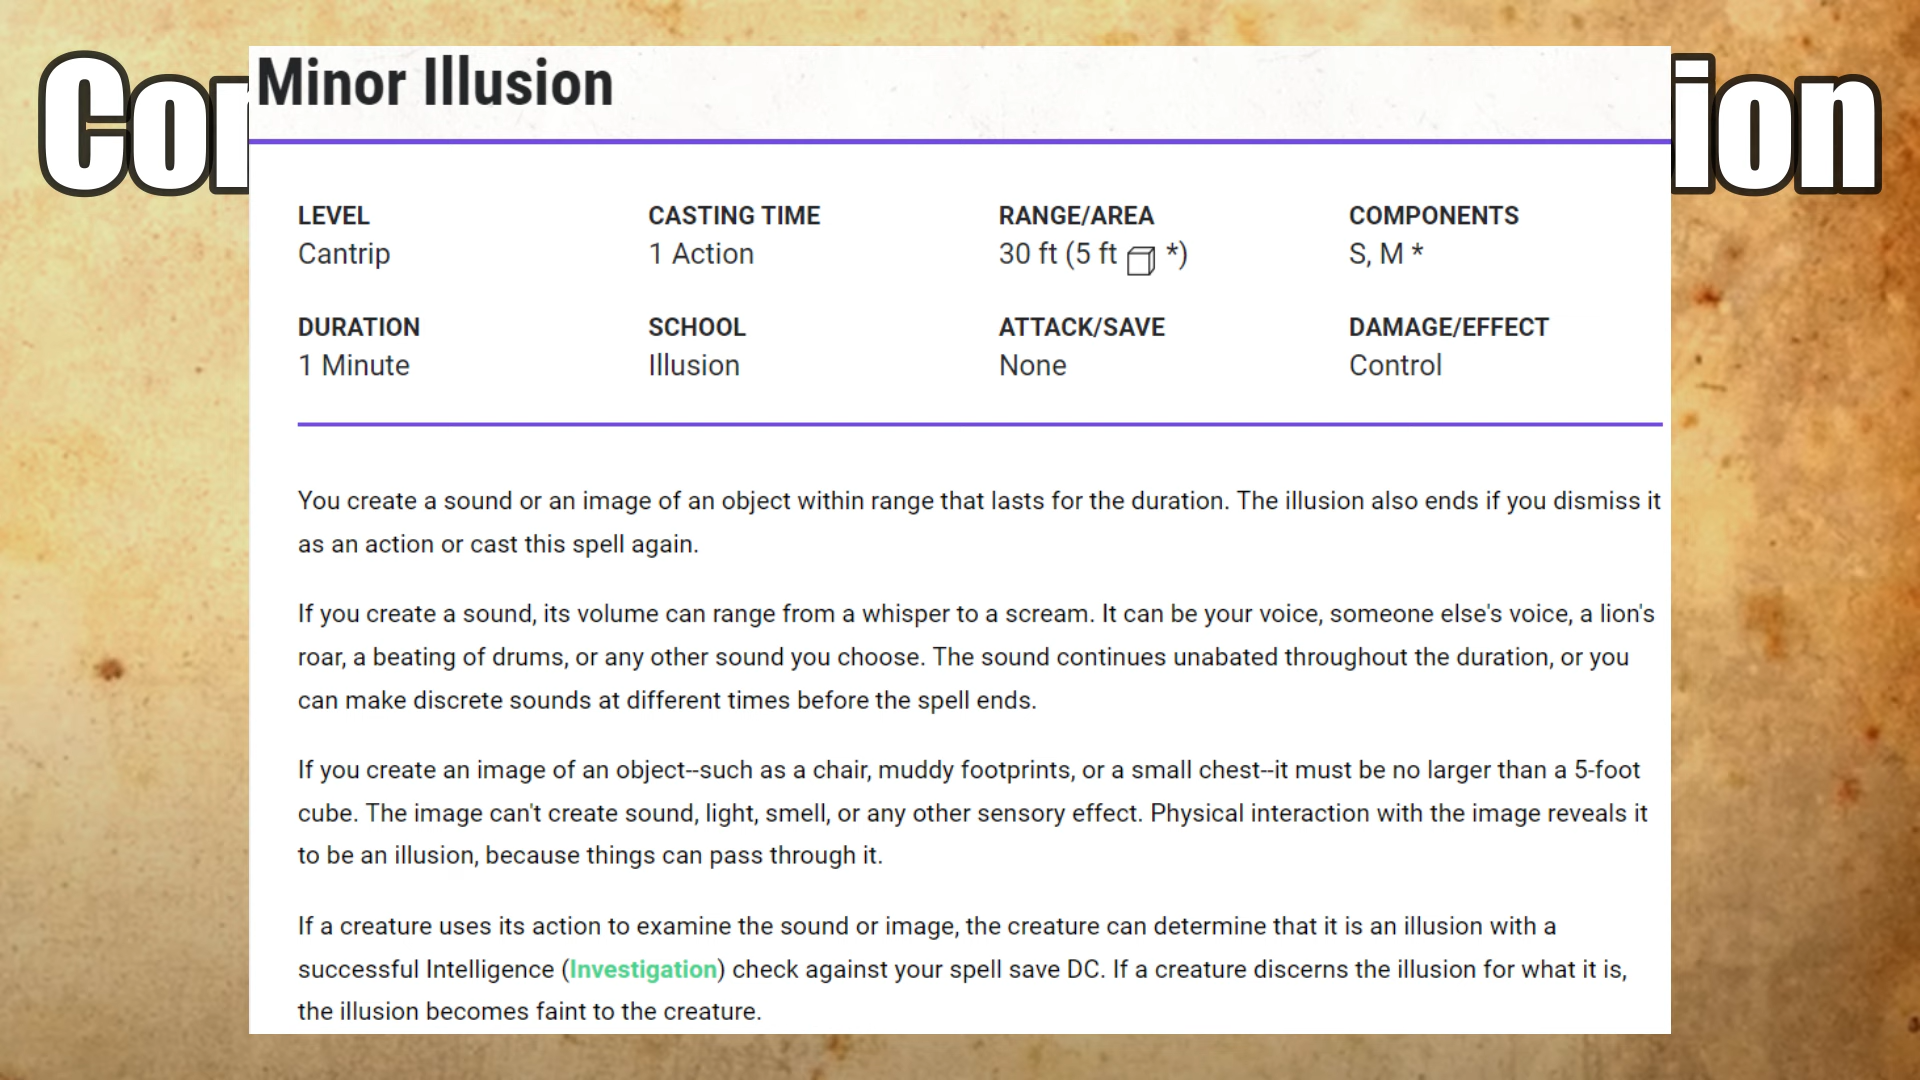 Minor Illusion
LEVEL
Cantrip
CASTING TIME
1 Action
RANGE/AREA
30 ft (5 ft *)
COMPONENTS
S, M *
DURATION
1 Minute
SCHOOL
Illusion
ATTACK/SAVE
None
DAMAGE/EFFECT
Control
You create a sound or an image of an object within range that lasts for the duration. The illusion also ends if you dismiss it
as an action or cast this spell again.
If you create a sound, its volume can range from a whisper to a scream. It can be your voice, someone else's voice, a lion's
roar, a beating of drums, or any other sound you choose. The sound continues unabated throughout the duration, or you
can make discrete sounds at different times before the spell ends.
If you create an image of an object--such as a chair, muddy footprints, or a small chest--it must be no larger than a 5-foot
cube. The image can't create sound, light, smell, or any other sensory effect. Physical interaction with the image reveals it
to be an illusion, because things can pass through it.
If a creature uses its action to examine the sound or image, the creature can determine that it is an illusion with a
successful Intelligence (Investigation) check against your spell save DC. If a creature discerns the illusion for what it is,
the illusion becomes faint to the creature.